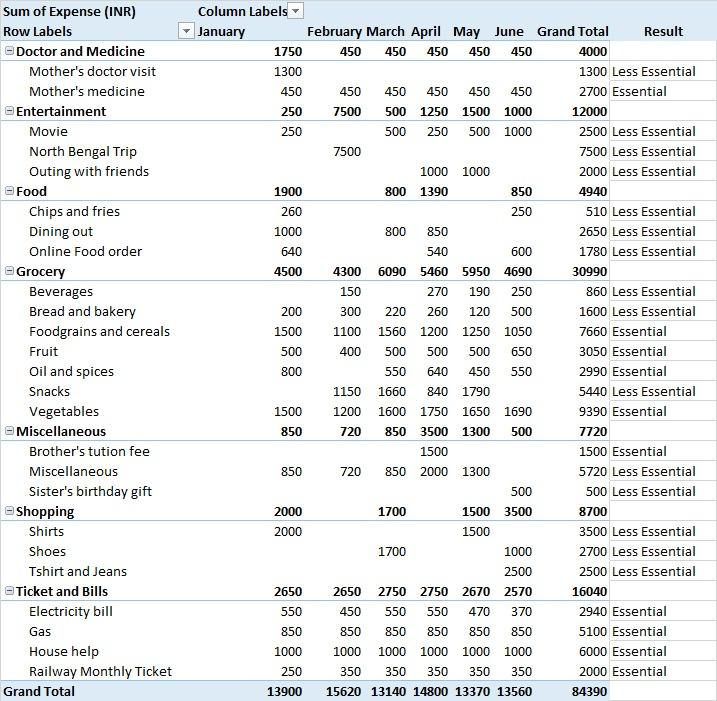 Sum of Expense (INR) Column Labels
Row Labels January February March April May June Grand Total Result
Doctor and Medicine 1750 450 450 450 450 450 4000
Mother's doctor visit 1300 1300 Less Essential
Mother's medicine 450 450 450 450 450 450 2700 Essential
Entertainment 250 7500 500 1250 1500 1000 12000
Movie 250 500 250 500 1000 2500 Less Essential
North Bengal Trip 7500 7500 Less Essential
Outing with friends 1000 1000 2000 Less Essential
Food 1900 800 1390 850 4940
Chips and fries 260 250 510 Less Essential
Dining out 1000 800 850 2650 Less Essential
Online Food order 640 540 600 1780 Less Essential
Grocery 4500 4300 6090 5460 5950 4690 30990
Beverages 150 270 190 250 860 Less Essential
Bread and bakery 200 300 220 260 120 500 1600 Less Essential
Foodgrains and cereals 1500 1100 1560 1200 1250 1050 7660 Essential
Fruit 500 400 500 500 500 650 3050 Essential
Oil and spices 800 550 640 450 550 2990 Essential
Snacks 1150 1660 840 1790 5440 Less Essential
Vegetables 1500 1200 1600 1750 1650 1690 9390 Essential
Miscellaneous 850 720 850 3500 1300 500 7720
Brother's tution fee 1500 1500 Essential
Miscellaneous 850 720 850 2000 1300 5720 Less Essential
Sister's birthday gift 500 500 Less Essential
Shopping 2000 1700 1500 3500 8700
Shirts 2000 1500 3500 Less Essential
Shoes 1700 1000 2700 Less Essential
Tshirt and Jeans 2500 2500 Less Essential
Ticket and Bills 2650 2650 2750 2750 2670 2570 16040
Electricity bill 550 450 550 550 470 370 2940 Essential
Gas 850 850 850 850 850 850 5100 Essential
House help 1000 1000 1000 1000 1000 1000 6000 Essential
Railway Monthly Ticket 250 350 350 350 350 350 2000 Essential
Grand Total 13900 15620 13140 14800 13370 13560 84390